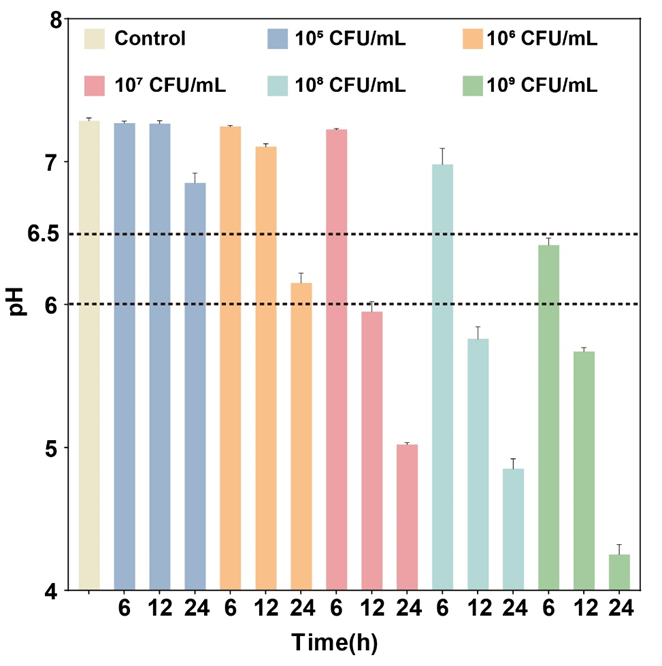 Control 10⁵ CFU/mL 10⁶ CFU/mL
10⁷ CFU/mL 10⁸ CFU/mL 10⁹ CFU/mL
8
7
6.5
6
5
4
pH
6 12 24 6 12 24 6 12 24 6 12 24 6 12 24
Time(h)